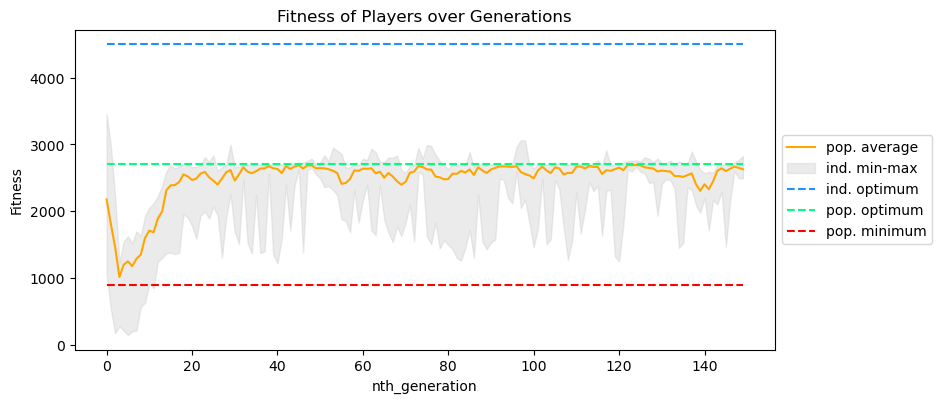 Fitness of Players over Generations
Fitness
4000
3000
2000
1000
0
0 20 40 60 80 100 120 140
nth_generation
pop. average
ind. min-max
ind. optimum
pop. optimum
pop. minimum